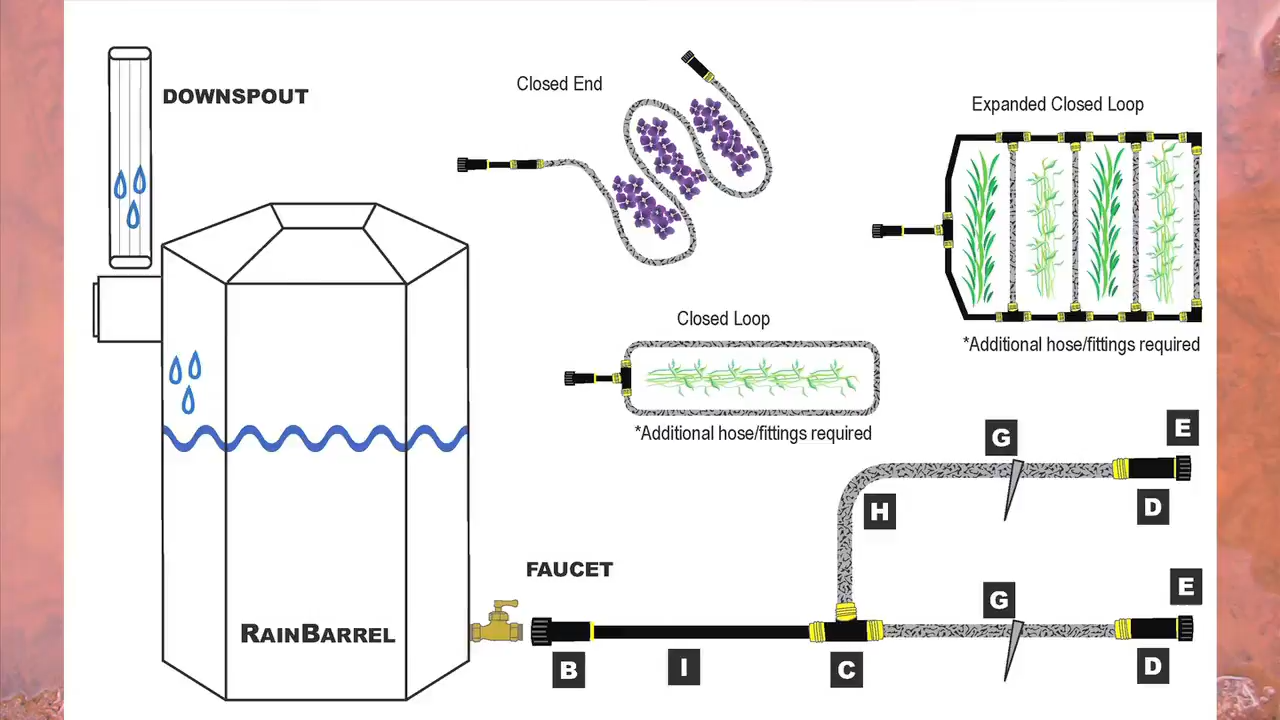 DOWNSPOUT
Closed End
Expanded Closed Loop
*Additional hose/fittings required
Closed Loop
*Additional hose/fittings required
G
E
H
D
FAUCET
G
E
RAINBARREL
B
I
C
D